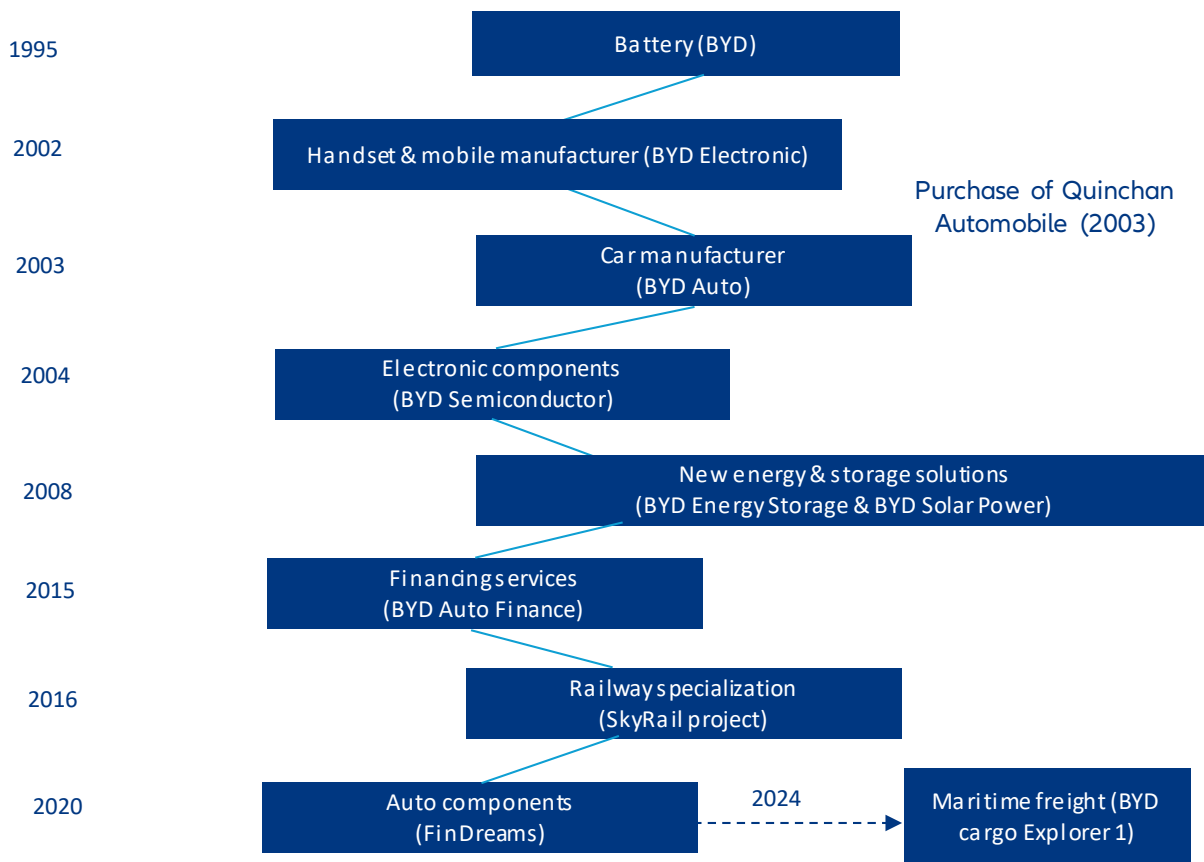 1995
Battery (BYD)
2002
Handset & mobile manufacturer (BYD Electronic)
Purchase of Quinchan
Automobile (2003)
2003
Car manufacturer
(BYD Auto)
2004
Electronic components
(BYD Semiconductor)
2008
New energy & storage solutions
(BYD Energy Storage & BYD Solar Power)
2015
Financing services
(BYD Auto Finance)
2016
Railway specialization
(SkyRail project)
2020
Auto components
(FinDreams)
2024
Maritime freight (BYD
cargo Explorer 1)